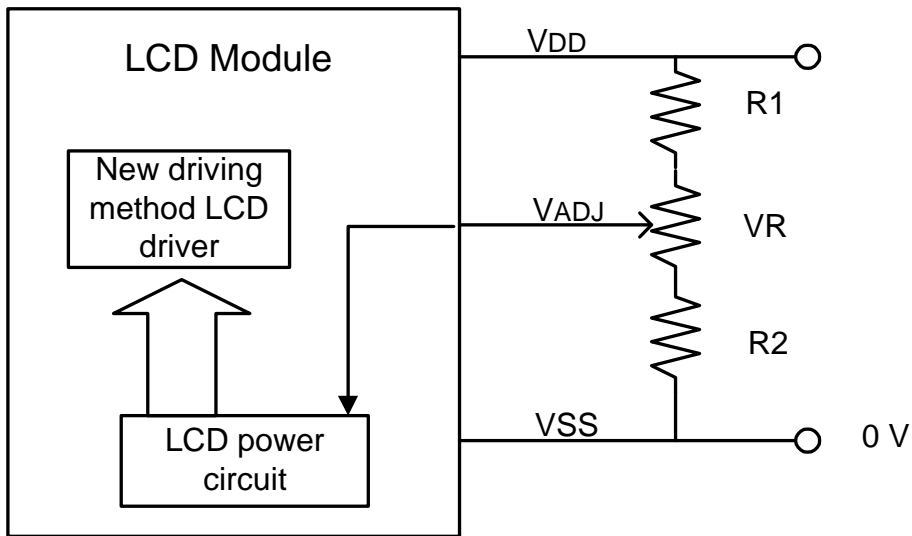 LCD Module
New driving
method LCD
driver
LCD power
circuit
VDD
R1
VADJ
VR
R2
VSS
0 V